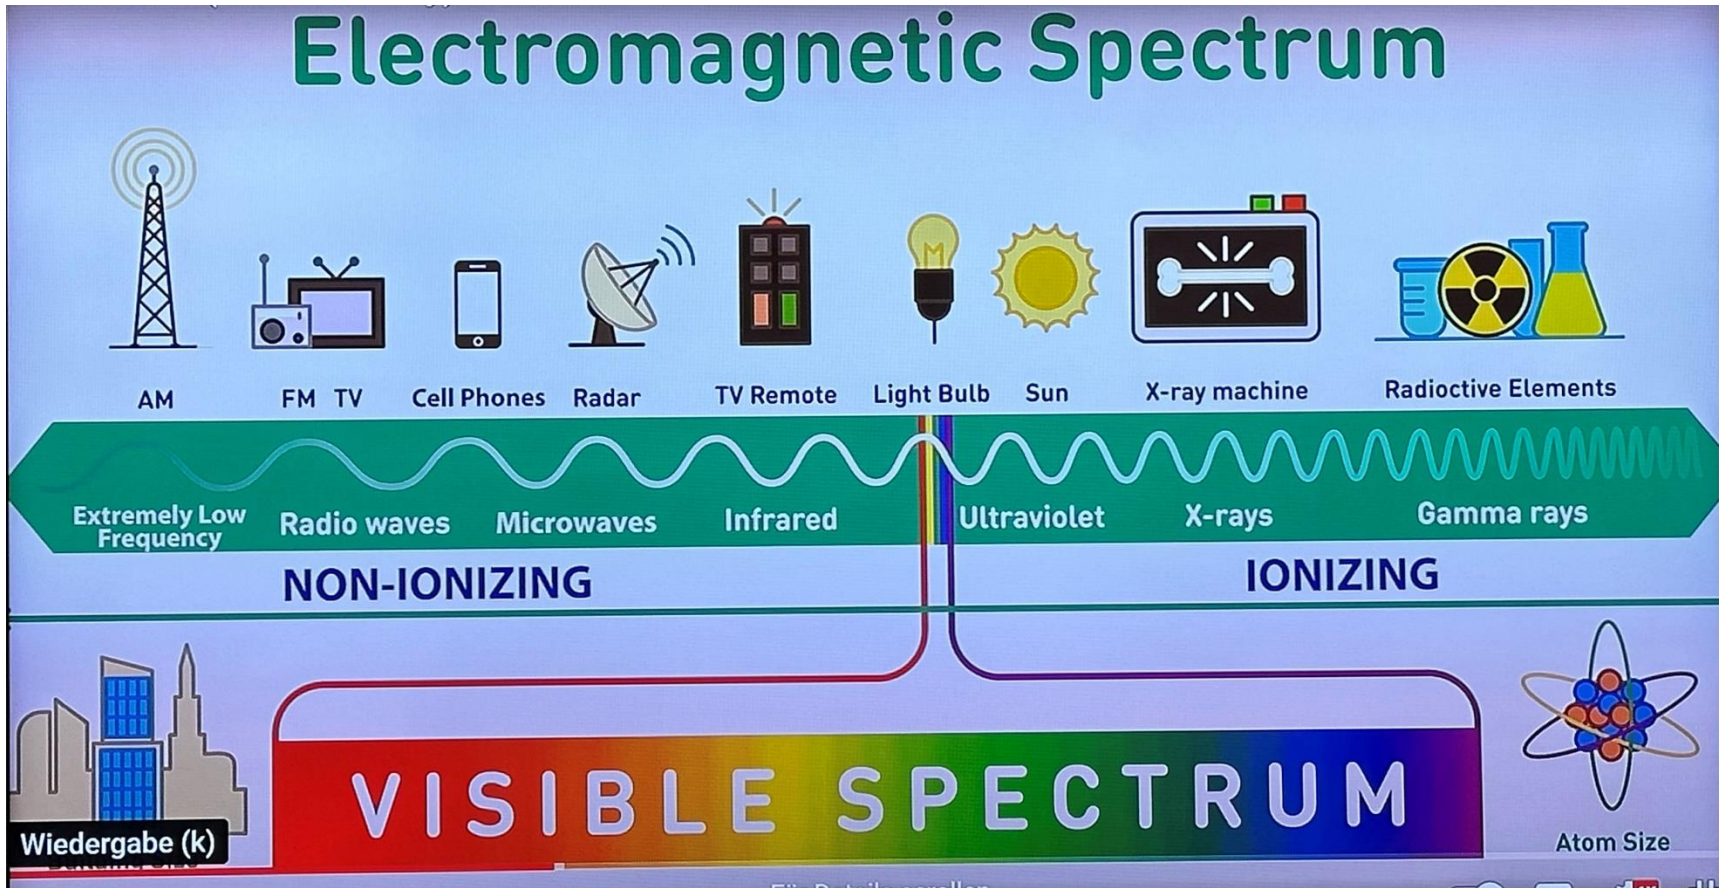 Electromagnetic Spectrum
AM
FM TV
Cell Phones
Radar
TV Remote
Light Bulb
Sun
X-ray machine
Radioctive Elements
Extremely Low
Frequency
Radio waves
Microwaves
Infrared
Ultraviolet
X-rays
Gamma rays
NON-IONIZING
IONIZING
VISIBLE SPECTRUM
Wiedergabe (k)
Atom Size